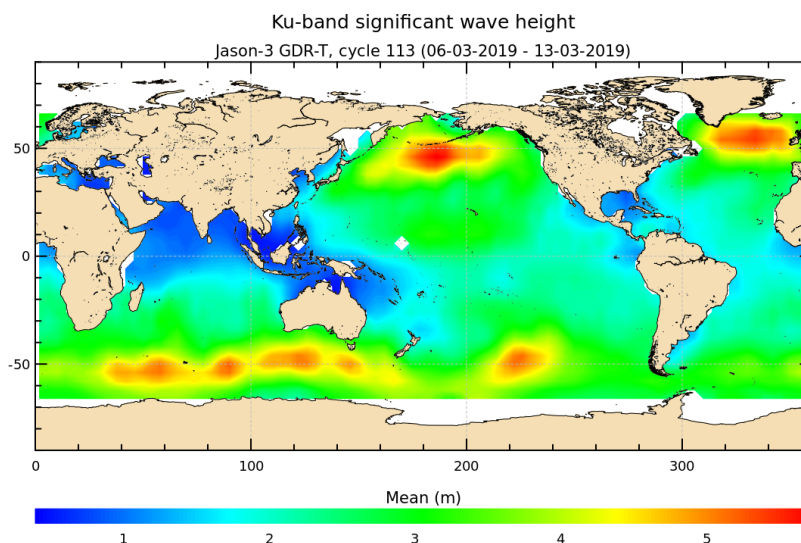 Ku-band significant wave height
Jason-3 GDR-T, cycle 113 (06-03-2019 - 13-03-2019)
50
0
-50
0 100 200 300
Mean (m)
1 2 3 4 5